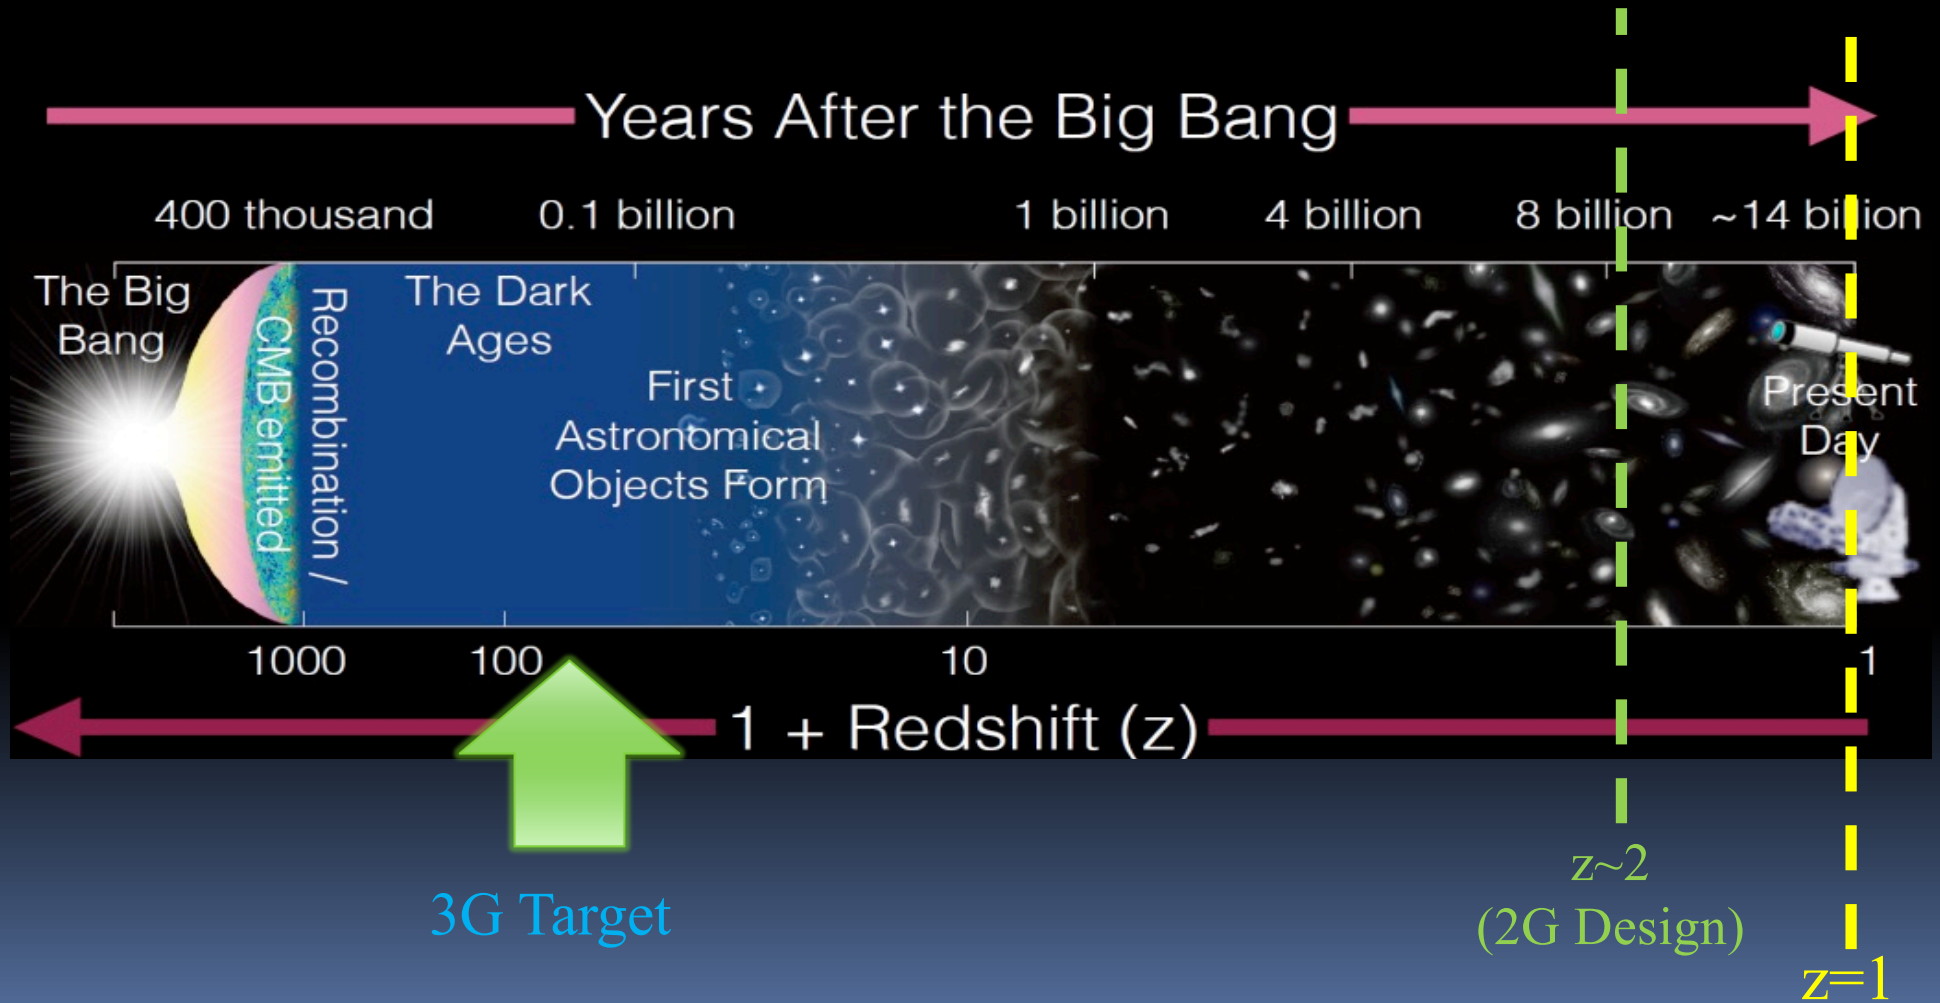 Years After the Big Bang
400 thousand
0.1 billion
1 billion
4 billion
8 billion
~14 billion
The Big
Bang
CMB emitted
Recombination /
The Dark
Ages
First
Astronomical
Objects Form
Present
Day
1000
100
10
1
1 + Redshift (z)
3G Target
z~2
(2G Design)
z=1